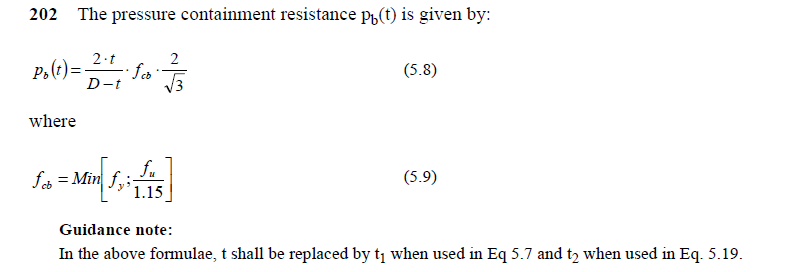 202 The pressure containment resistance p_b(t) is given by:
p_b(t) = \frac{2 \cdot t}{D - t} \cdot f_{cb} \cdot \frac{2}{\sqrt{3}} (5.8)
where
f_{cb} = Min\left[ f_y ; \frac{f_u}{1.15} \right] (5.9)
Guidance note:
In the above formulae, t shall be replaced by t_1 when used in Eq 5.7 and t_2 when used in Eq. 5.19.